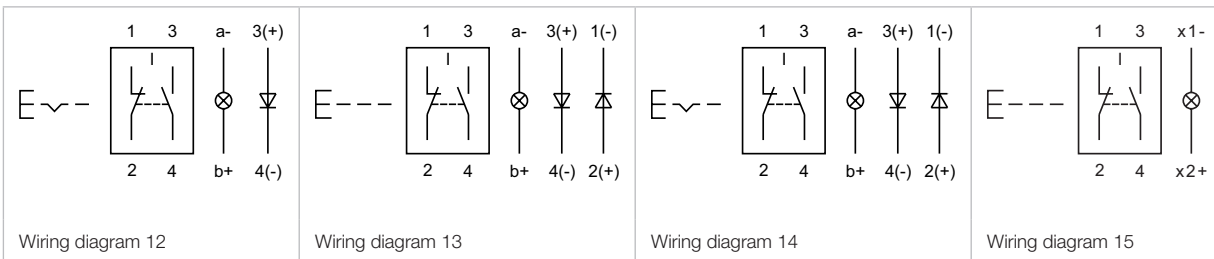 1 3 a- 3(+)
2 4 b+ 4(-)
Wiring diagram 12
1 3 a- 3(+) 1(-)
2 4 b+ 4(-) 2(+)
Wiring diagram 13
1 3 a- 3(+) 1(-)
2 4 b+ 4(-) 2(+)
Wiring diagram 14
1 3 x1-
2 4 x2+
Wiring diagram 15